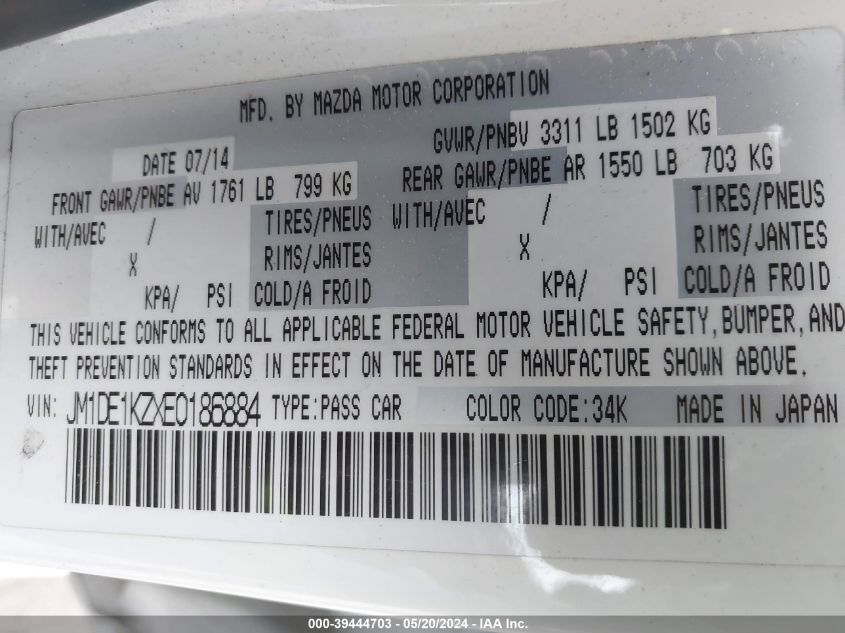 MFD. BY MAZDA MOTOR CORPORATION
DATE 07/14 GVWR/PNBV 3311 LB 1502 KG
FRONT GAWR/PNBE AV 1761 LB 799 KG REAR GAWR/PNBE AR 1550 LB 703 KG
WITH/AVEC / TIRES/PNEUS WITH/AVEC / TIRES/PNEUS
X RIMS/JANTES X RIMS/JANTES
KPA/ PSI COLD/A FROID KPA/ PSI COLD/A FROID
THIS VEHICLE CONFORMS TO ALL APPLICABLE FEDERAL MOTOR VEHICLE SAFETY,BUMPER,AND
THEFT PREVENTION STANDARDS IN EFFECT ON THE DATE OF MANUFACTURE SHOWN ABOVE.
VIN: JM1DE1KZXE0186884 TYPE:PASS CAR COLOR CODE:34K MADE IN JAPAN
000-39444703 - 05/20/2024 - IAA Inc.